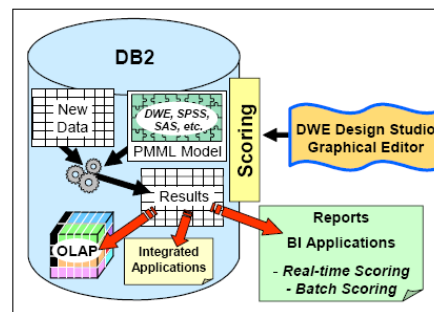 DB2
New
Data
DWE, SPSS,
SAS, etc.
PMML Model
Scoring
DWE Design Studio
Graphical Editor
Results
OLAP
Integrated
Applications
Reports
BI Applications
- Real-time Scoring
- Batch Scoring